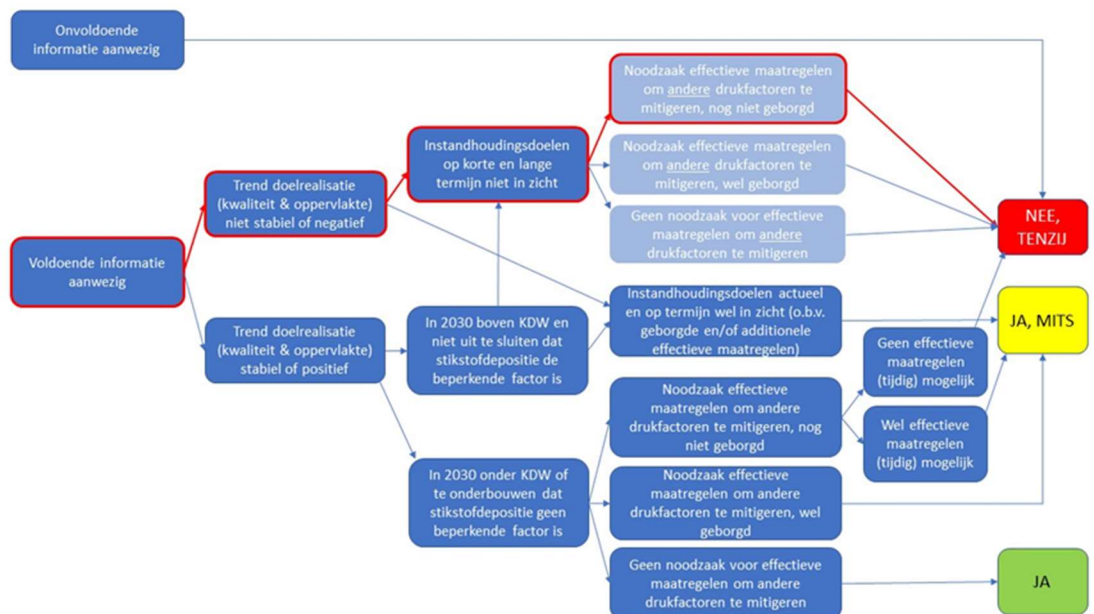 Onvoldoende
informatie aanwezig
Noodzaak effectieve maatregelen
om andere drukfactoren te
mitigeren, nog niet geborgd
Instandhoudingsdoelen
op korte en lange
termijn niet in zicht
Noodzaak effectieve maatregelen
om andere drukfactoren te
mitigeren, wel geborgd
Trend doelrealisatie
(kwaliteit & oppervlakte)
niet stabiel of negatief
Geen noodzaak voor effectieve
maatregelen om andere
drukfactoren te mitigeren
NEE,
TENZIJ
Voldoende informatie
aanwezig
Instandhoudingsdoelen actueel
en op termijn wel in zicht (o.b.v.
geborgde en/of additionele
effectieve maatregelen)
JA, MITS
Trend doelrealisatie
(kwaliteit & oppervlakte)
stabiel of positief
In 2030 boven KDW en
niet uit te sluiten dat
stikstofdepositie de
beperkende factor is
Geen effectieve
maatregelen
(tijdig) mogelijk
Noodzaak effectieve
maatregelen om andere
drukfactoren te mitigeren, nog
niet geborgd
Wel effectieve
maatregelen
(tijdig) mogelijk
In 2030 onder KDW of
te onderbouwen dat
stikstofdepositie geen
beperkende factor is
Noodzaak effectieve
maatregelen om andere
drukfactoren te mitigeren, wel
geborgd
Geen noodzaak voor effectieve
maatregelen om andere
drukfactoren te mitigeren
JA